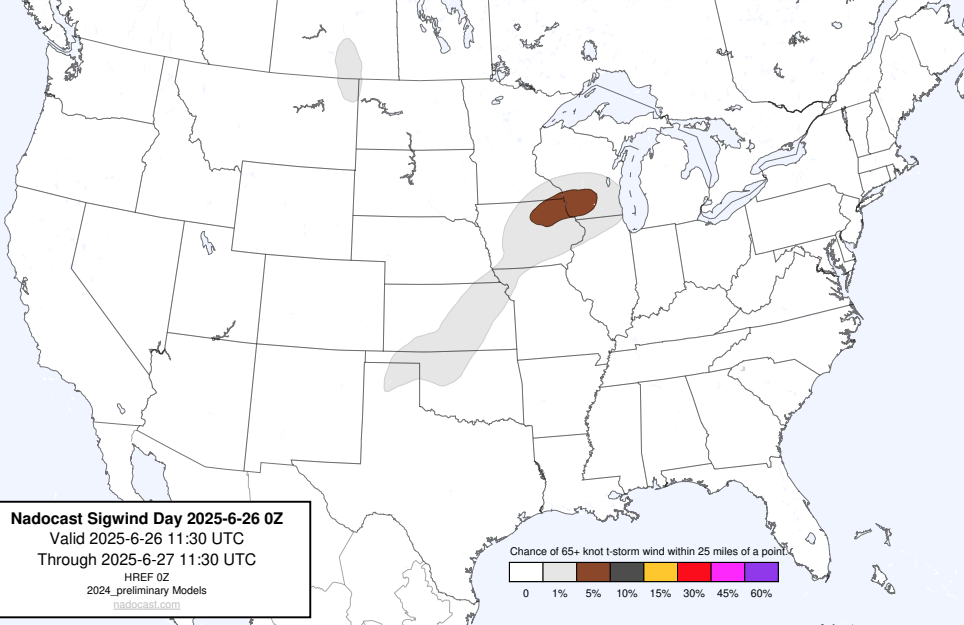 Nadocast Sigwind Day 2025-6-26 0Z
Valid 2025-6-26 11:30 UTC
Through 2025-6-27 11:30 UTC
HREF 0Z
2024_preliminary Models
nadocast.com
Chance of 65+ knot t-storm wind within 25 miles of a point.
0 1% 5% 10% 15% 30% 45% 60%